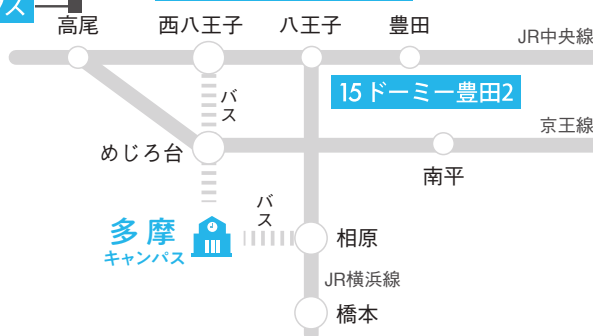 ス
高尾
西八王子
八王子
豊田
JR中央線
バス
15 ドーミー豊田2
京王線
めじろ台
南平
バス
多摩
キャンパス
相原
JR横浜線
橋本